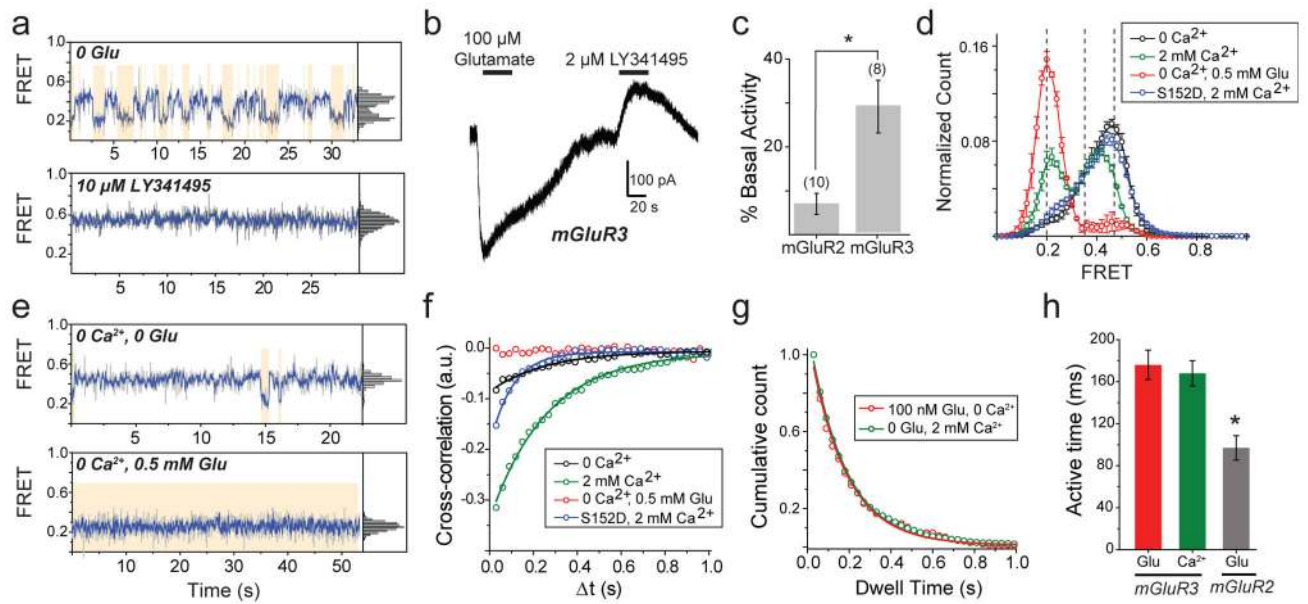 a
0 Glu
FRET
1.0
0.6
0.2
5 10 15 20 25 30
10 μM LY341495
FRET
1.0
0.6
0.2
5 10 15 20 25
b
100 μM
Glutamate
2 μM LY341495
100 pA
20 s
mGluR3
c
*
% Basal Activity
40
20
0
(10)
(8)
mGluR2 mGluR3
d
0 Ca²⁺
2 mM Ca²⁺
0 Ca²⁺, 0.5 mM Glu
S152D, 2 mM Ca²⁺
Normalized Count
0.16
0.08
0
0.2 0.4 0.6 0.8
FRET
e
0 Ca²⁺, 0 Glu
FRET
1.0
0.6
0.2
5 10 15 20
0 Ca²⁺, 0.5 mM Glu
FRET
1.0
0.6
0.2
10 20 30 40 50
Time (s)
f
Cross-correlation (a.u.)
0.0
-0.1
-0.2
-0.3
0 Ca²⁺
2 mM Ca²⁺
0 Ca²⁺, 0.5 mM Glu
S152D, 2 mM Ca²⁺
0.0 0.2 0.4 0.6 0.8 1.0
Δt (s)
g
Cumulative count
1.0
0.8
0.6
0.4
0.2
100 nM Glu, 0 Ca²⁺
0 Glu, 2 mM Ca²⁺
0.0 0.2 0.4 0.6 0.8 1.0
Dwell Time (s)
h
Active time (ms)
200
160
120
80
40
0
*
Glu Ca²⁺ Glu
mGluR3 mGluR2